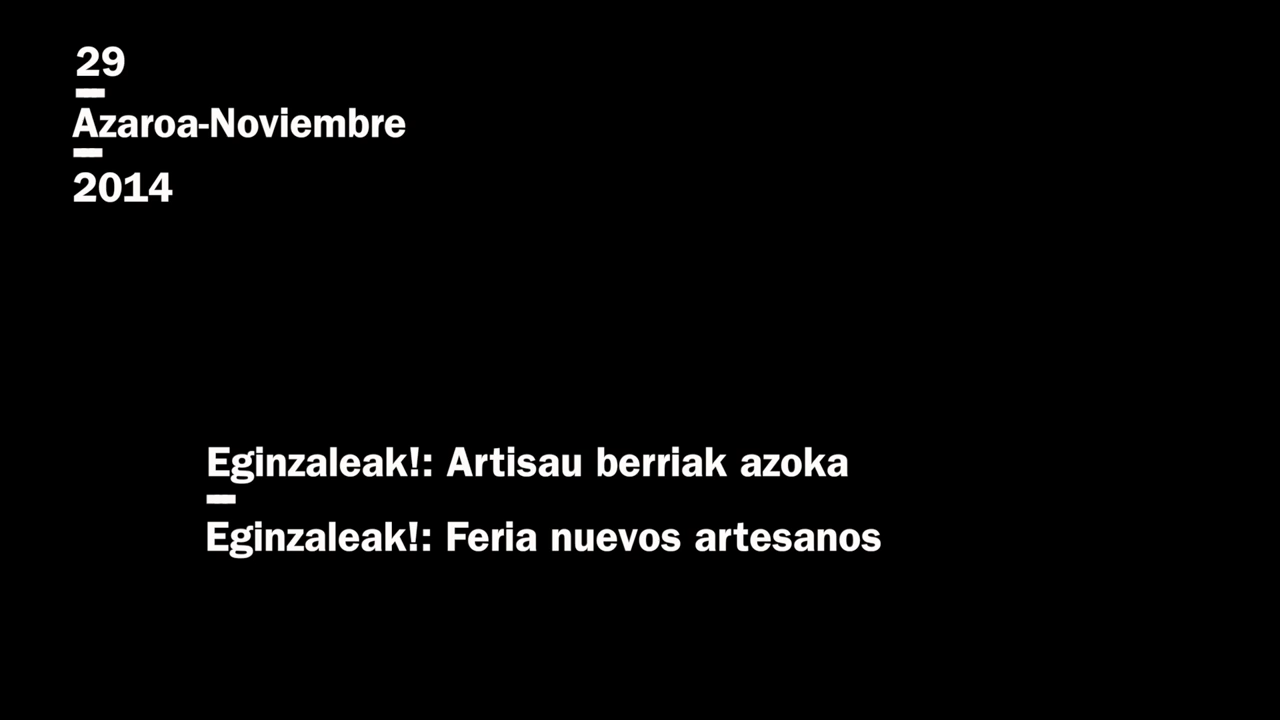 29
Azaroa-Noviembre
2014
Eginzaleak!: Artisau berriak azoka
Eginzaleak!: Feria nuevos artesanos